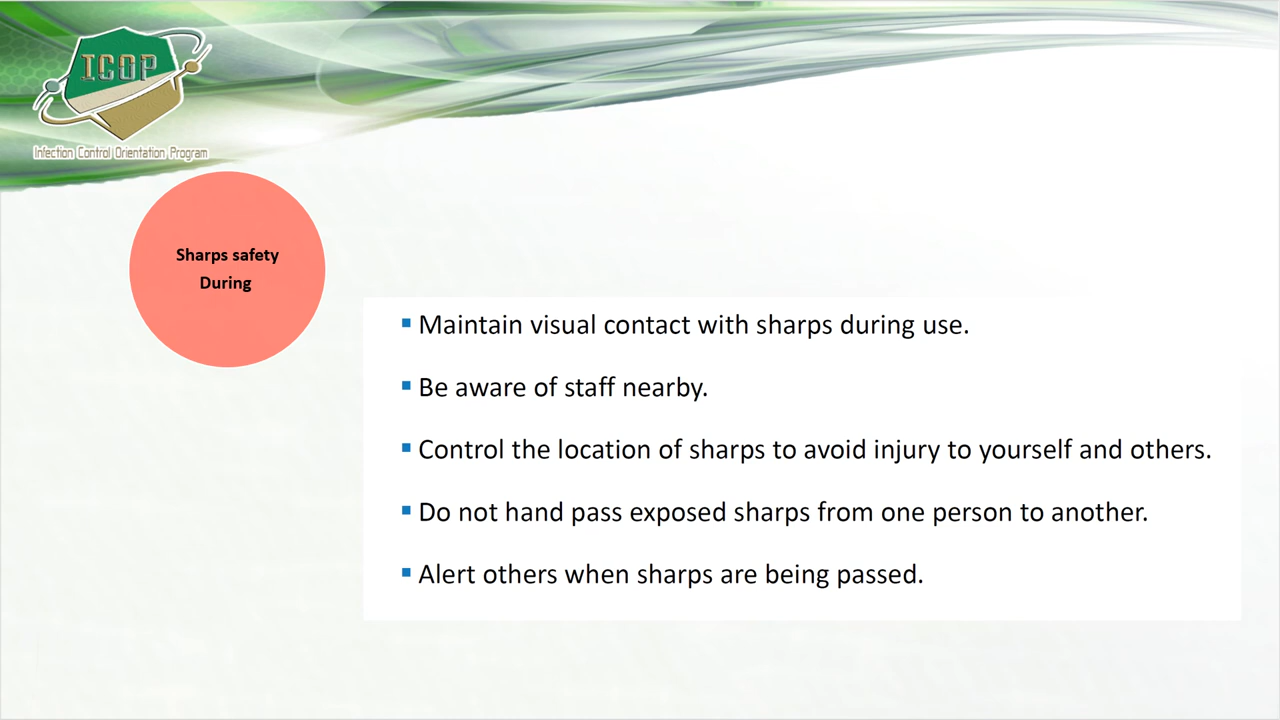 ICOP
Infection Control Orientation Program
Sharps safety
During
▪ Maintain visual contact with sharps during use.
▪ Be aware of staff nearby.
▪ Control the location of sharps to avoid injury to yourself and others.
▪ Do not hand pass exposed sharps from one person to another.
▪ Alert others when sharps are being passed.